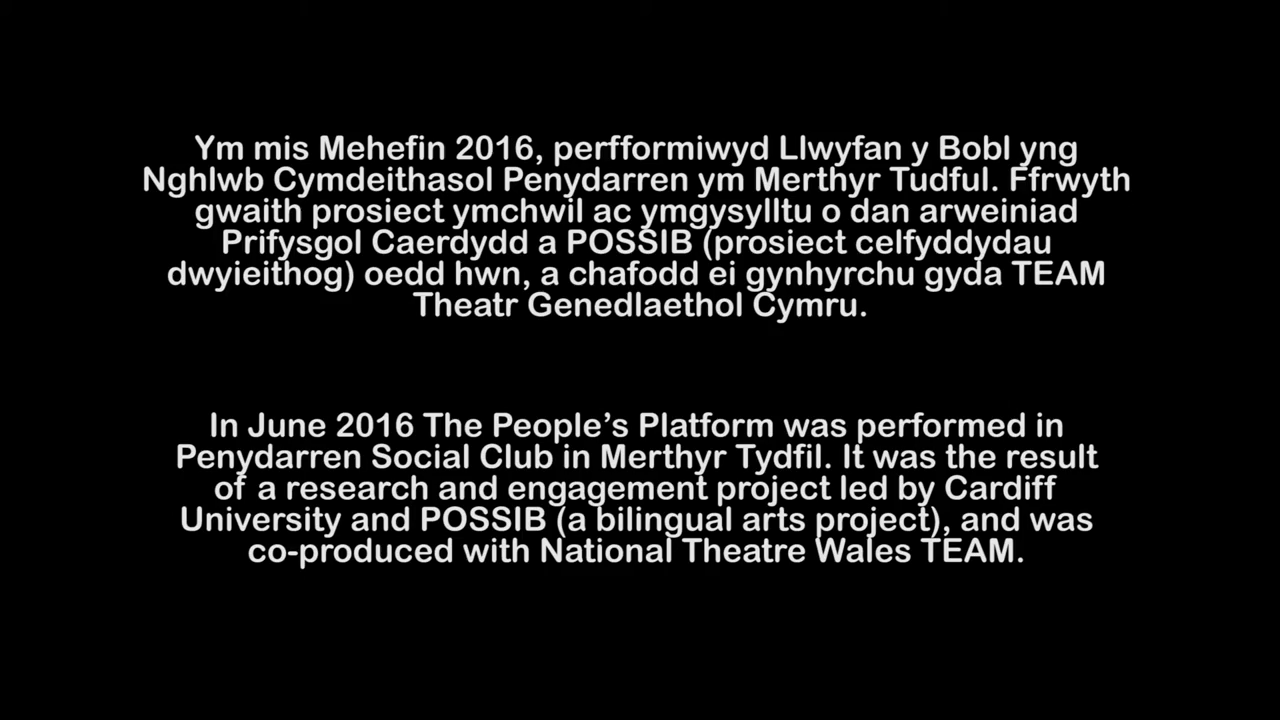 Ym mis Mehefin 2016, perfformiwyd Llwyfan y Bobl yng
Nghlwb Cymdeithasol Penydarren ym Merthyr Tudful. Ffrwyth
gwaith prosiect ymchwil ac ymgysylltu o dan arweiniad
Prifysgol Caerdydd a POSSIB (prosiect celfyddydau
dwyieithog) oedd hwn, a chafodd ei gynhyrchu gyda TEAM
Theatr Genedlaethol Cymru.
In June 2016 The People’s Platform was performed in
Penydarren Social Club in Merthyr Tydfil. It was the result
of a research and engagement project led by Cardiff
University and POSSIB (a bilingual arts project), and was
co-produced with National Theatre Wales TEAM.